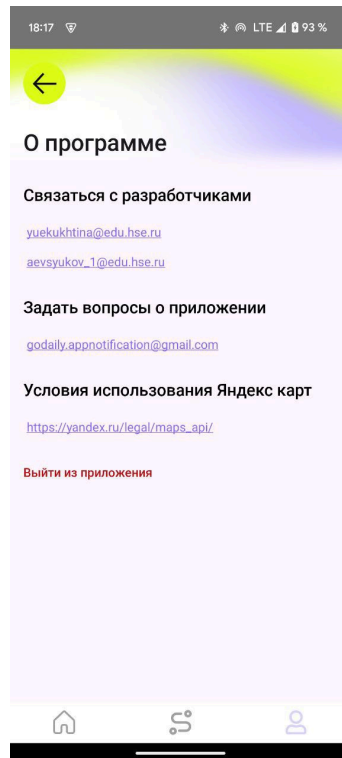 18:17 LTE 93 %
О программе
Связаться с разработчиками
yuekukhtina@edu.hse.ru
aevsyukov_1@edu.hse.ru
Задать вопросы о приложении
godaily.appnotification@gmail.com
Условия использования Яндекс карт
https://yandex.ru/legal/maps_api/
Выйти из приложения